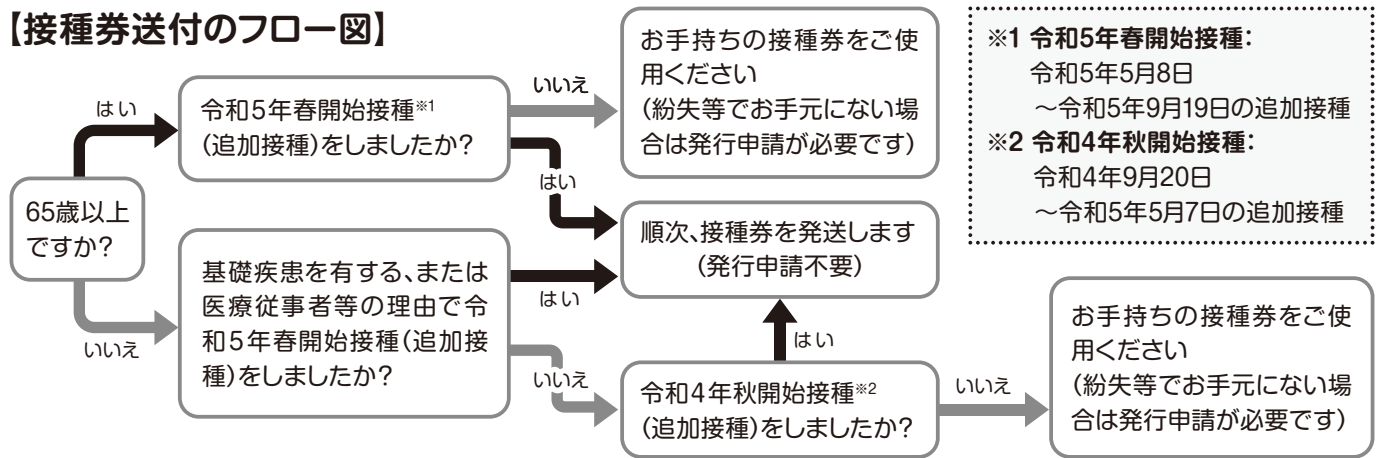 【接種券送付のフロー図】
65歳以上
ですか?
はい
令和5年春開始接種※1
(追加接種)をしましたか?
いいえ
お手持ちの接種券をご使
用ください
(紛失等でお手元にない場
合は発行申請が必要です)
はい
順次、接種券を発送します
(発行申請不要)
いいえ
基礎疾患を有する、または
医療従事者等の理由で令
和5年春開始接種(追加接
種)をしましたか?
はい
いいえ
令和4年秋開始接種※2
(追加接種)をしましたか?
はい
いいえ
お手持ちの接種券をご使
用ください
(紛失等でお手元にない場
合は発行申請が必要です)
※1 令和5年春開始接種:
令和5年5月8日
～令和5年9月19日の追加接種
※2 令和4年秋開始接種:
令和4年9月20日
～令和5年5月7日の追加接種